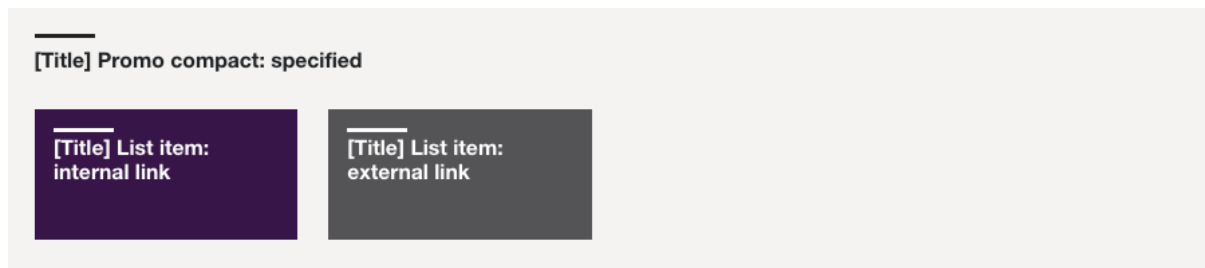 [Title] Promo compact: specified
[Title] List item:
internal link
[Title] List item:
external link